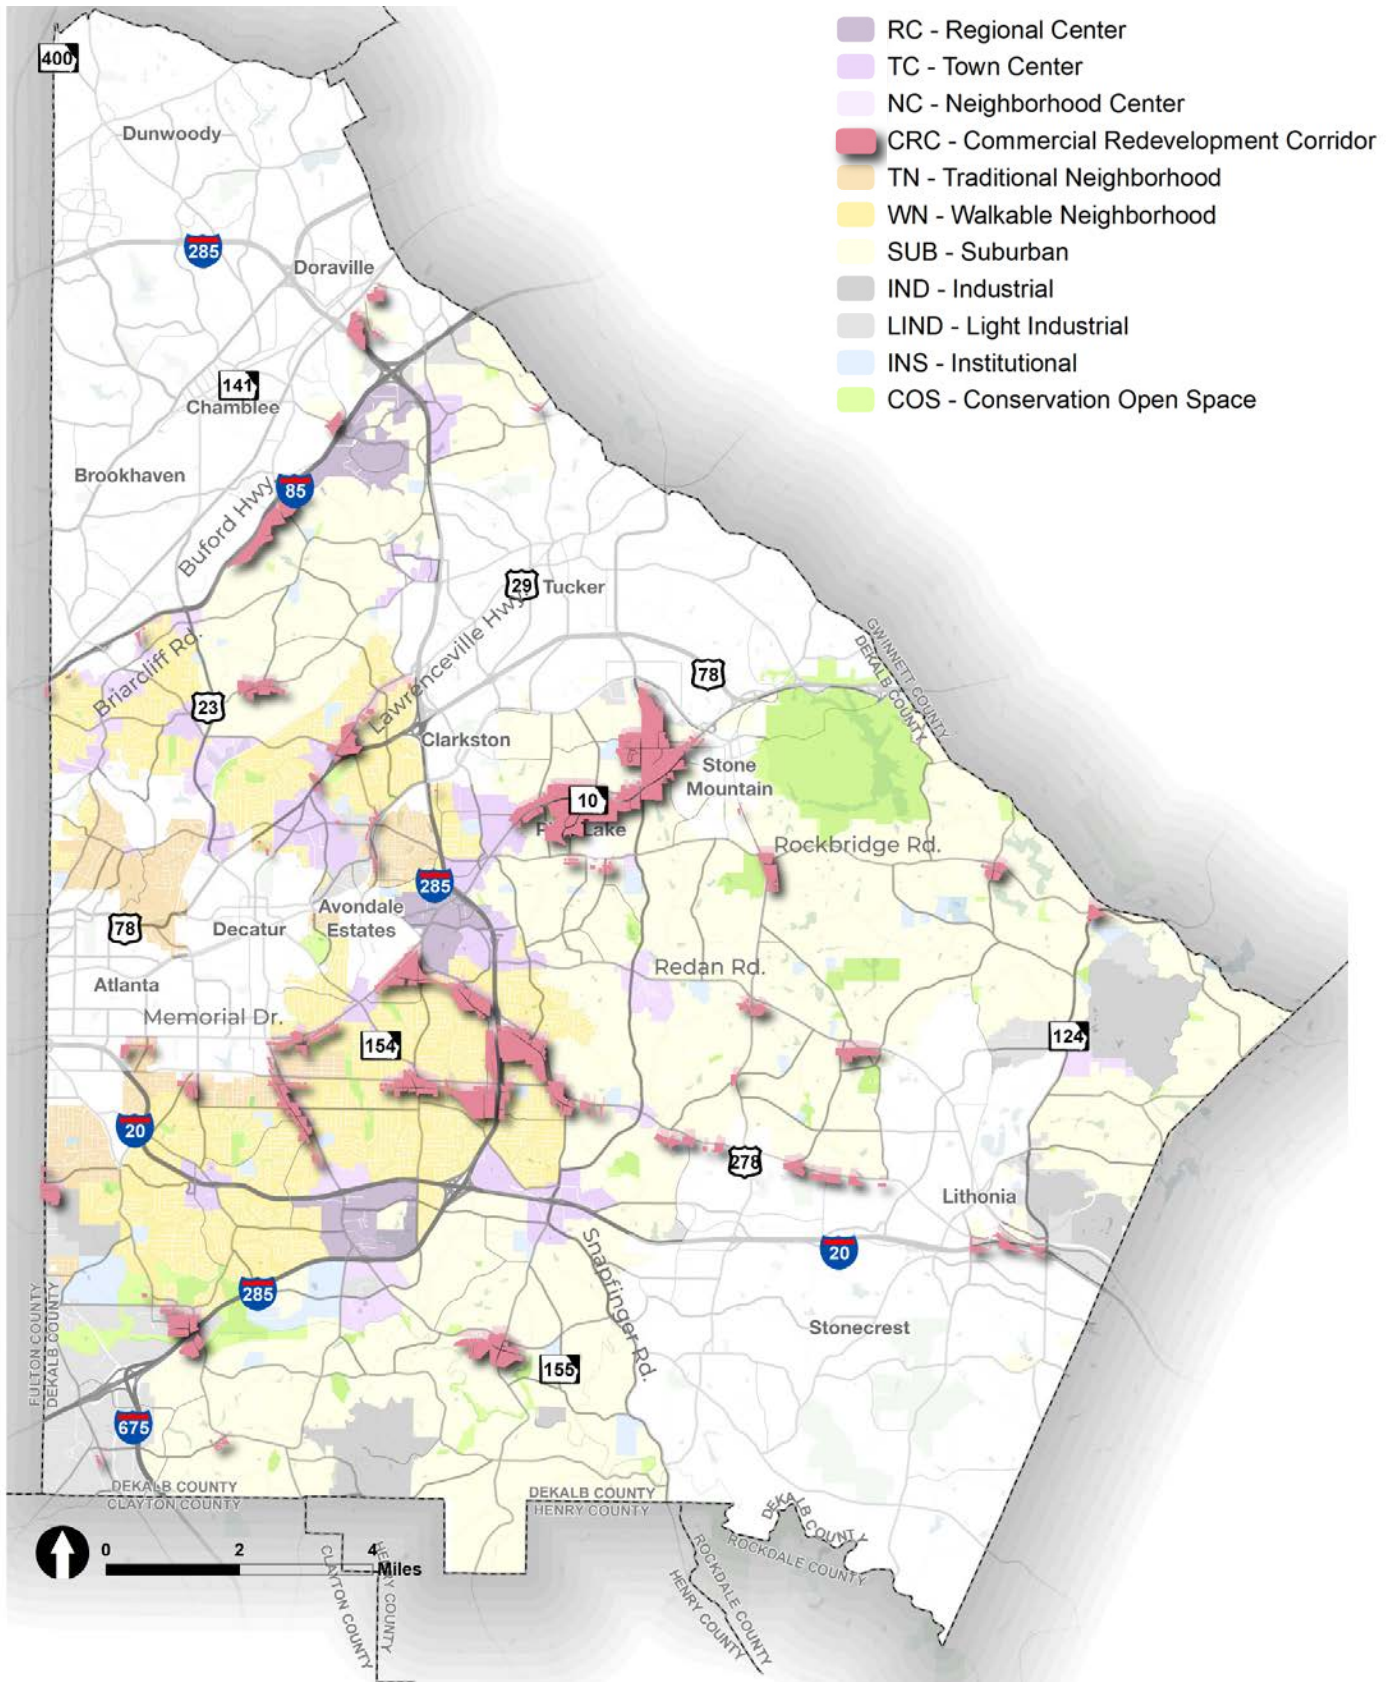 RC - Regional Center
TC - Town Center
NC - Neighborhood Center
CRC - Commercial Redevelopment Corridor
TN - Traditional Neighborhood
WN - Walkable Neighborhood
SUB - Suburban
IND - Industrial
LIND - Light Industrial
INS - Institutional
COS - Conservation Open Space
400
Dunwoody
285
Doraville
141
Chamblee
Brookhaven
85
Buford Hwy.
29
Tucker
Lawrenceville Hwy.
Briarcliff Rd.
GWINNETT COUNTY
DEKALB COUNTY
78
23
Clarkston
Stone
Mountain
10
Lake
Rockbridge Rd.
285
Avondale
Estates
78
Decatur
Redan Rd.
Atlanta
Memorial Dr.
154
124
20
278
Lithonia
20
Snapfinger Rd.
285
Stonecrest
FULTON COUNTY
DEKALB COUNTY
155
675
DEKALB COUNTY
CLAYTON COUNTY
DEKALB COUNTY
HENRY COUNTY
DEKALB COUNTY
ROCKDALE COUNTY
0 2 4
Miles
CLAYTON COUNTY
HENRY COUNTY
ROCKDALE COUNTY
HENRY COUNTY